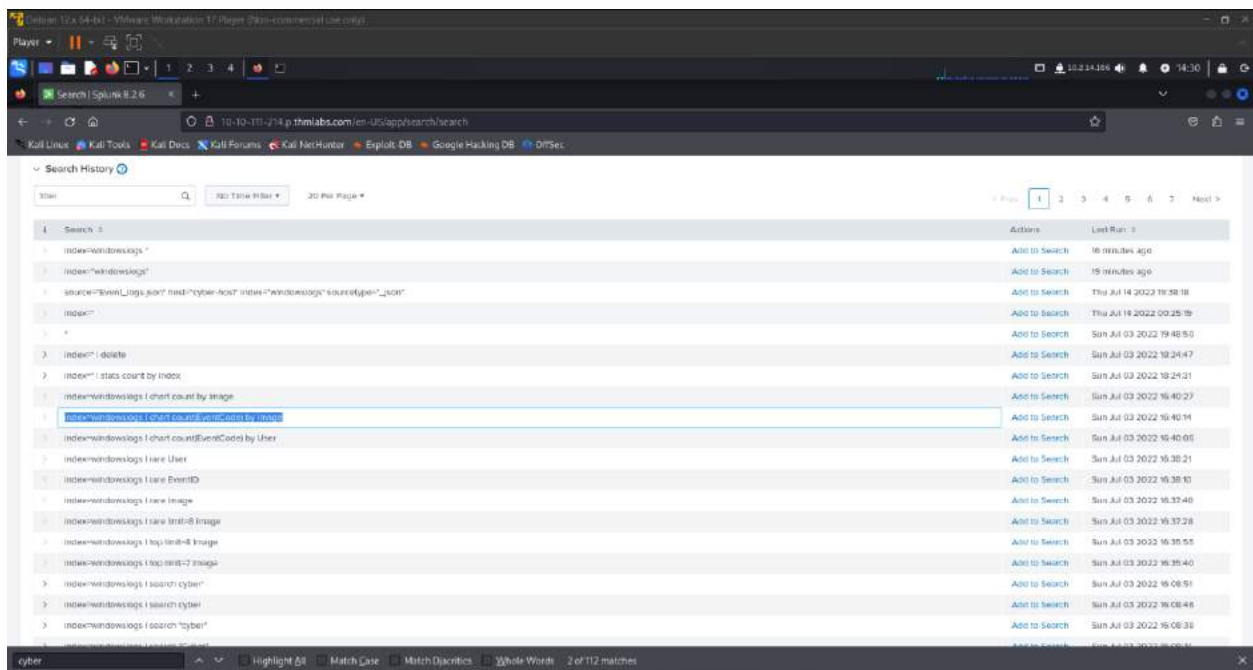 Debian 12.x 64-bit - VMware Workstation 17 Player (Non-commercial use only)
Player
1 2 3 4
10.2.14.106 14:30
Search | Splunk 8.2.6
10-10-111-214.p.thmlabs.com/en-US/app/search/search
Kali Linux Kali Tools Kali Docs Kali Forums Kali NetHunter Exploit-DB Google Hacking DB OffSec
Search History
filter No Time Filter 20 Per Page < Prev 1 2 3 4 5 6 7 Next >
i Search Actions Last Run
index=windowslogs * Add to Search 16 minutes ago
index="windowslogs" Add to Search 19 minutes ago
source="Event_logs.json" host="cyber-host" index="windowslogs" sourcetype="_json" Add to Search Thu Jul 14 2022 19:38:18
index=* Add to Search Thu Jul 14 2022 00:25:19
* Add to Search Sun Jul 03 2022 19:48:50
index=* | delete Add to Search Sun Jul 03 2022 18:24:47
index=* | stats count by index Add to Search Sun Jul 03 2022 18:24:31
index=windowslogs | chart count by Image Add to Search Sun Jul 03 2022 16:40:27
index=windowslogs | chart count(EventCode) by Image Add to Search Sun Jul 03 2022 16:40:14
index=windowslogs | chart count(EventCode) by User Add to Search Sun Jul 03 2022 16:40:05
index=windowslogs | rare User Add to Search Sun Jul 03 2022 16:38:21
index=windowslogs | rare EventID Add to Search Sun Jul 03 2022 16:38:10
index=windowslogs | rare Image Add to Search Sun Jul 03 2022 16:37:40
index=windowslogs | rare limit=8 Image Add to Search Sun Jul 03 2022 16:37:28
index=windowslogs | top limit=8 Image Add to Search Sun Jul 03 2022 16:35:55
index=windowslogs | top limit=7 Image Add to Search Sun Jul 03 2022 16:35:40
index=windowslogs | search cyber* Add to Search Sun Jul 03 2022 16:08:51
index=windowslogs | search cyber Add to Search Sun Jul 03 2022 16:08:46
index=windowslogs | search "cyber" Add to Search Sun Jul 03 2022 16:08:38
cyber Highlight All Match Case Match Diacritics Whole Words 2 of 112 matches